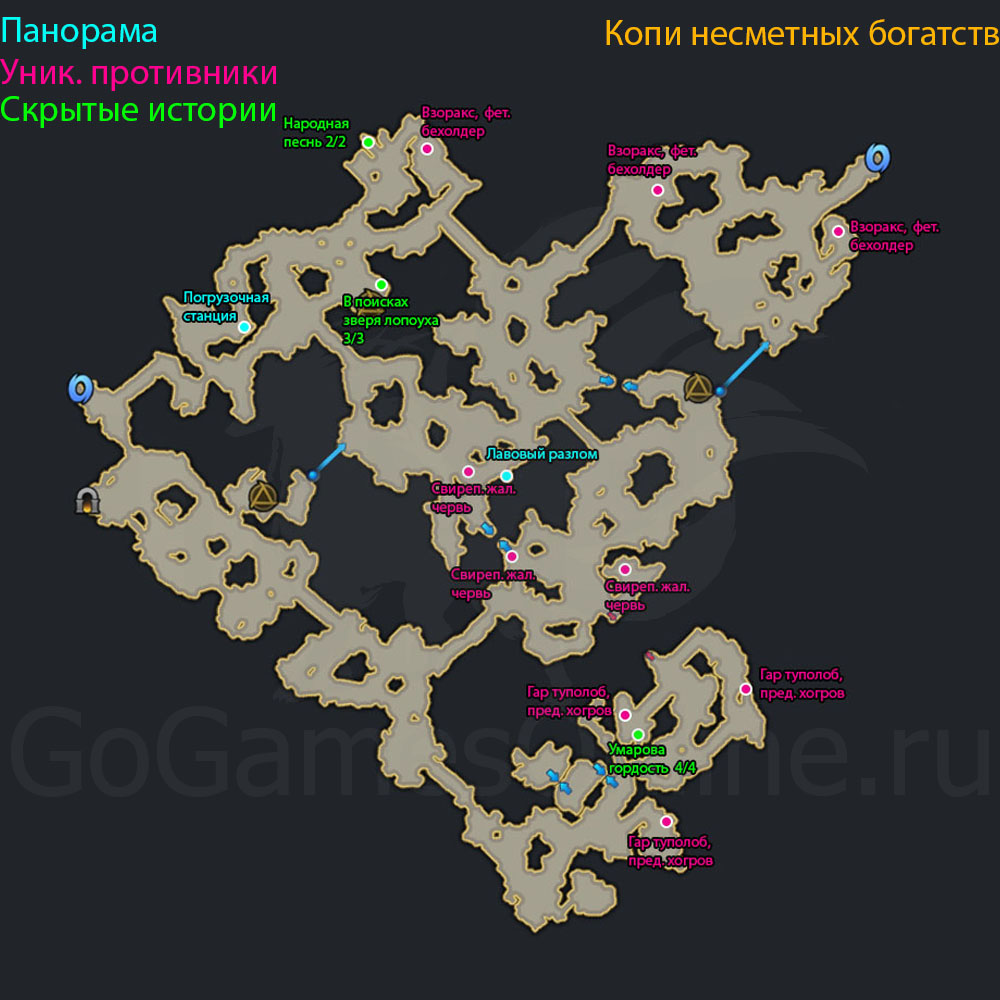 Панорама
Копи несметных богатств
Уник. противники
Скрытые истории
Взоракс, фет.
бехолдер
Народная
песнь 2/2
Взоракс, фет.
бехолдер
Взоракс, фет.
бехолдер
Погрузочная
станция
В поисках
зверя лопоуха
3/3
Лавовый разлом
Свиреп. жал.
червь
Свиреп. жал.
червь
Свиреп. жал.
червь
Гар туполоб,
пред. хогров
Гар туполоб,
пред. хогров
Умарова
гордость 4/4
GoGamesOnline.ru
Гар туполоб,
пред. хогров